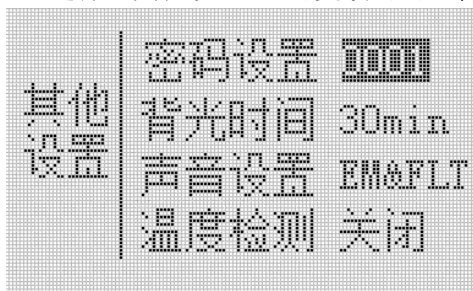 其他
设置
密码设置 0001
背光时间 30min
声音设置 EM&FLT
温度检测 关闭